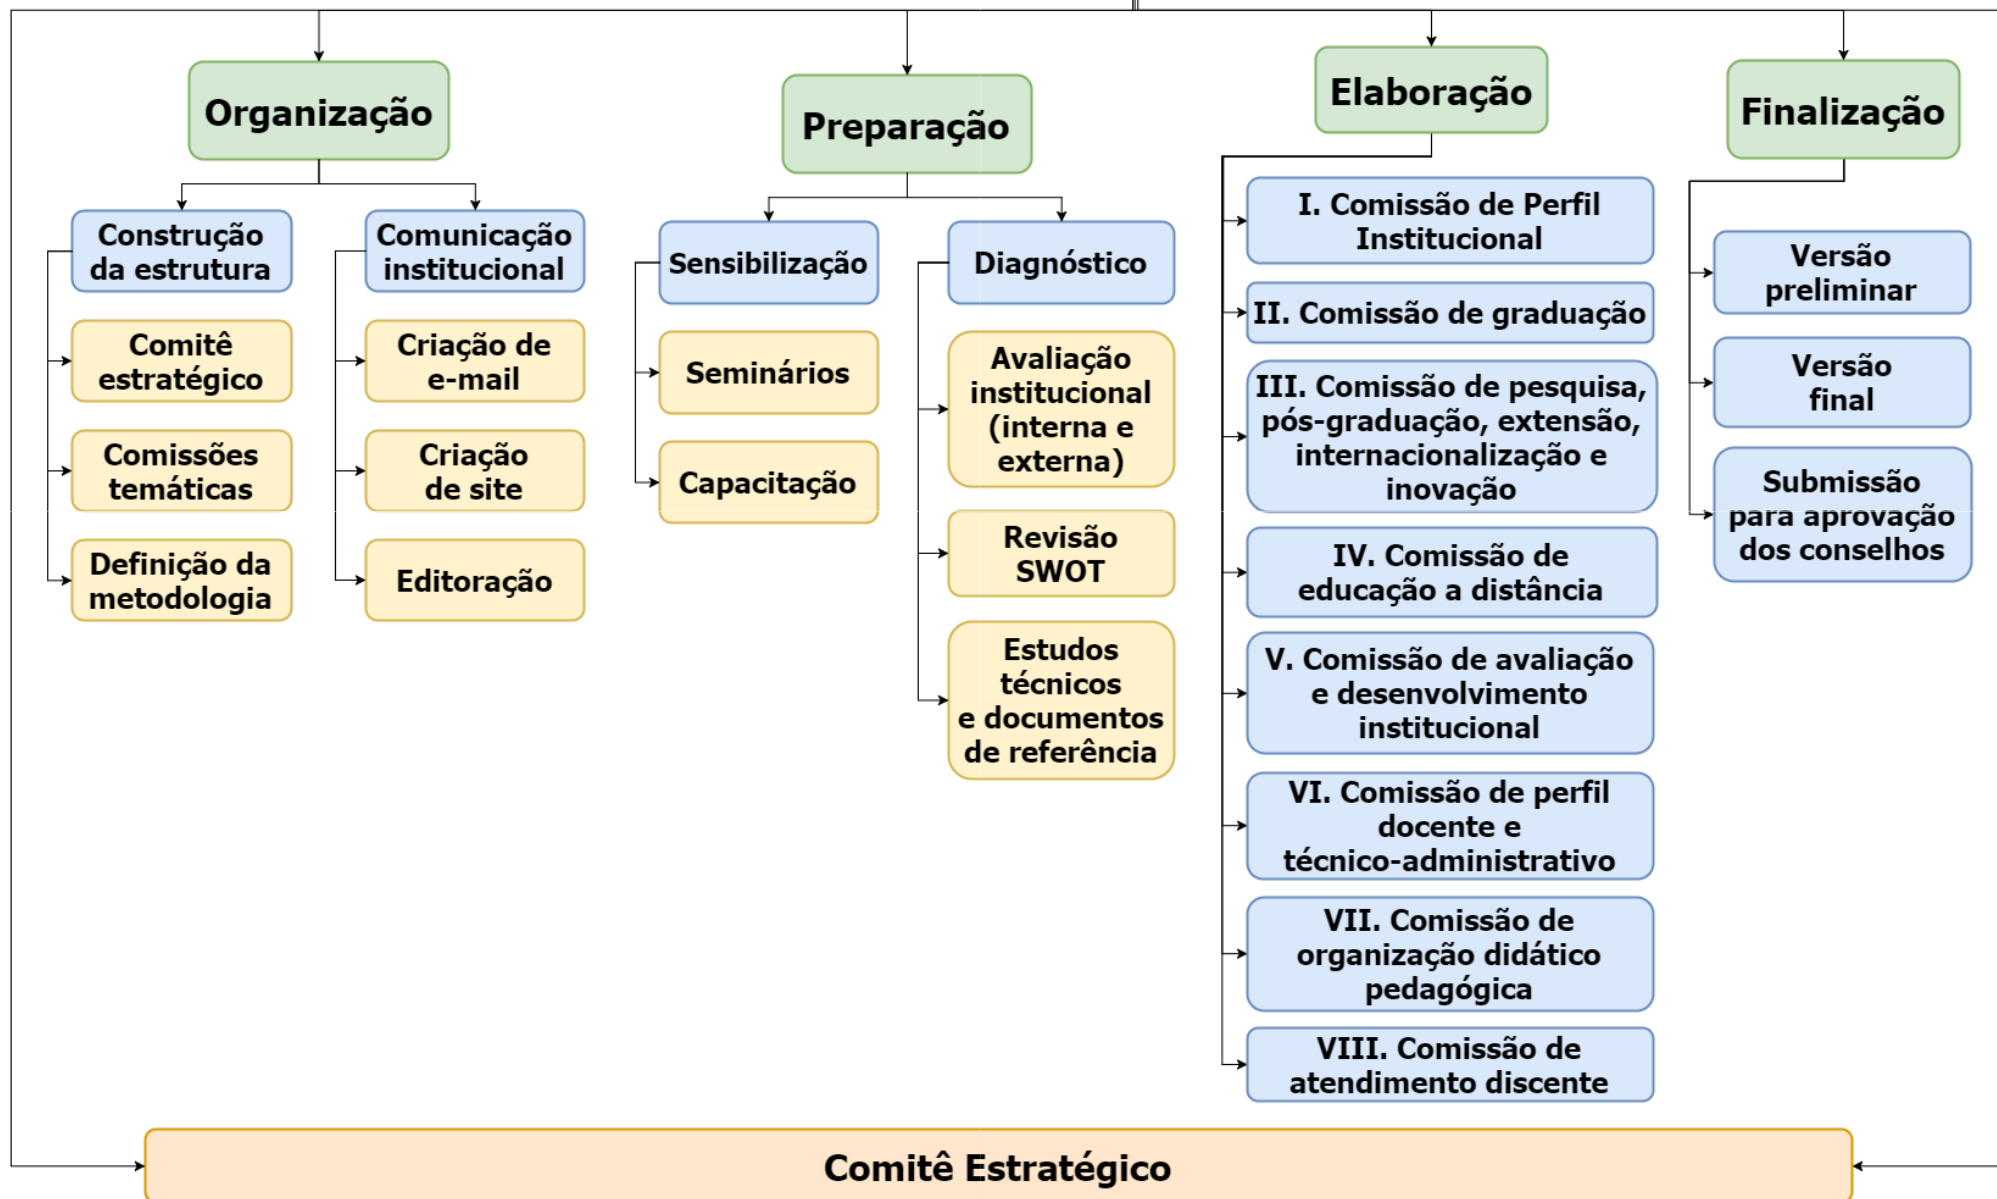 Organização
Construção
da estrutura
Comitê
estratégico
Comissões
temáticas
Definição da
metodologia
Comunicação
institucional
Criação de
e-mail
Criação
de site
Editoração
Preparação
Sensibilização
Seminários
Capacitação
Diagnóstico
Avaliação
institucional
(interna e
externa)
Revisão
SWOT
Estudos
técnicos
e documentos
de referência
Elaboração
I. Comissão de Perfil
Institucional
II. Comissão de graduação
III. Comissão de pesquisa,
pós-graduação, extensão,
internacionalização e
inovação
IV. Comissão de
educação a distância
V. Comissão de avaliação
e desenvolvimento
institucional
VI. Comissão de perfil
docente e
técnico-administrativo
VII. Comissão de
organização didático
pedagógica
VIII. Comissão de
atendimento discente
Finalização
Versão
preliminar
Versão
final
Submissão
para aprovação
dos conselhos
Comitê Estratégico